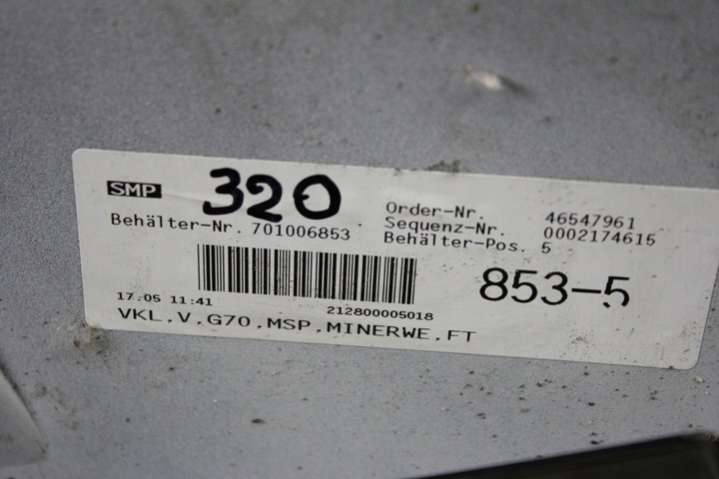 SMP 320
Order-Nr. 46547961
Sequenz-Nr. 0002174615
Behälter-Nr. 701006853
Behälter-Pos. 5
853-5
17.05 11:41
212800005018
VKL,V,G70,MSP,MINERWE,FT